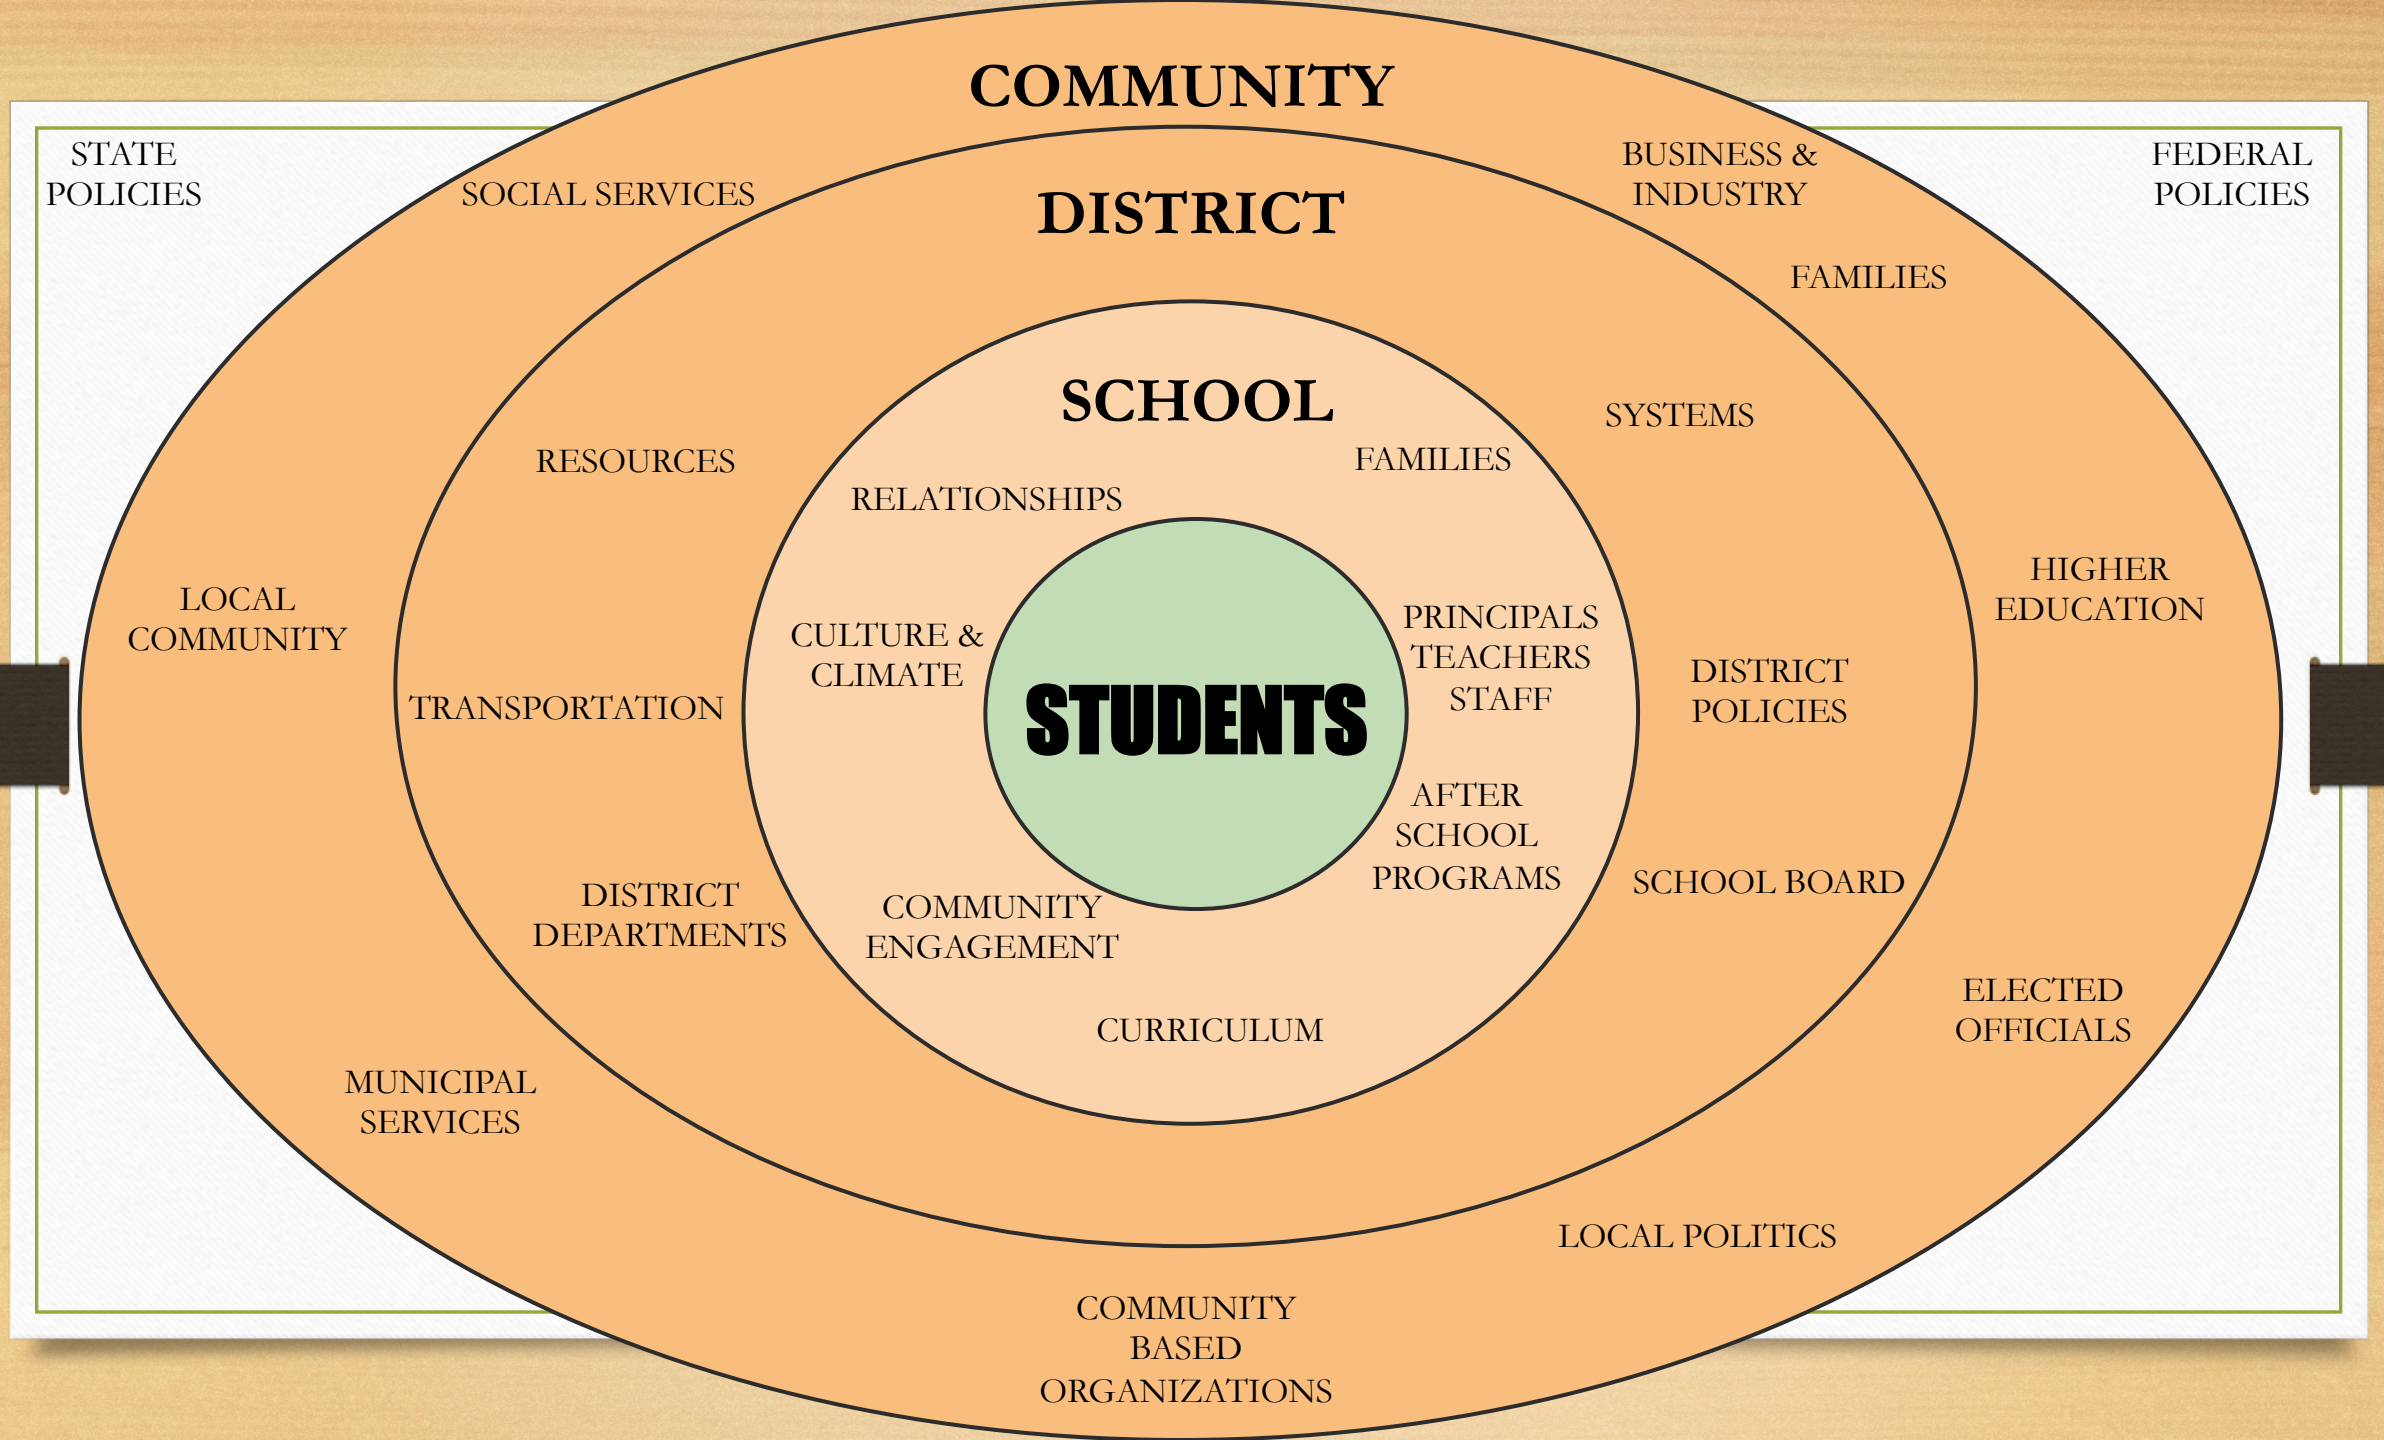 COMMUNITY
STATE
POLICIES
SOCIAL SERVICES
DISTRICT
BUSINESS &
INDUSTRY
FEDERAL
POLICIES
FAMILIES
SCHOOL
SYSTEMS
RESOURCES
FAMILIES
RELATIONSHIPS
LOCAL
COMMUNITY
HIGHER
EDUCATION
CULTURE &
CLIMATE
PRINCIPALS
TEACHERS
STAFF
TRANSPORTATION
STUDENTS
DISTRICT
POLICIES
AFTER
SCHOOL
PROGRAMS
SCHOOL BOARD
DISTRICT
DEPARTMENTS
COMMUNITY
ENGAGEMENT
CURRICULUM
ELECTED
OFFICIALS
MUNICIPAL
SERVICES
LOCAL POLITICS
COMMUNITY
BASED
ORGANIZATIONS